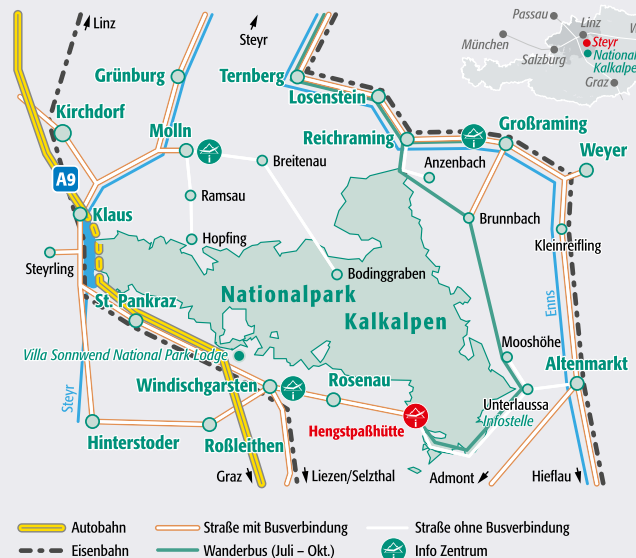 Linz
Steyr
Passau
Linz
Steyr
München
National
Kalkalpe
Salzburg
Graz
Grünburg
Ternberg
Losenstein
Kirchdorf
Molln
Reichraming
Großraming
Breitenau
Anzenbach
Weyer
A9
Ramsau
Klaus
Brunnbach
Hopfing
Kleinreifling
Steyrling
Bodinggraben
St. Pankraz
Nationalpark
Kalkalpen
Enns
Villa Sonnwend National Park Lodge
Mooshöhe
Altenmarkt
Windischgarsten
Rosenau
Steyr
Unterlaussa
Infostelle
Hengstpaßhütte
Hinterstoder
Roßleithen
Graz
Liezen/Selzthal
Admont
Hieflau
Autobahn
Straße mit Busverbindung
Straße ohne Busverbindung
Eisenbahn
Wanderbus (Juli – Okt.)
Info Zentrum